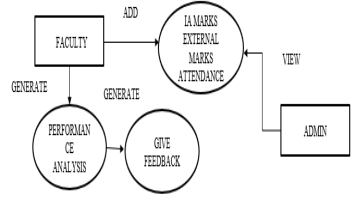 ADD
IA MARKS
EXTERNAL
MARKS
ATTENDANCE
FACULTY
VIEW
GENERATE
GENERATE
PERFORMAN
CE
ANALYSIS
GIVE
FEEDBACK
ADMIN